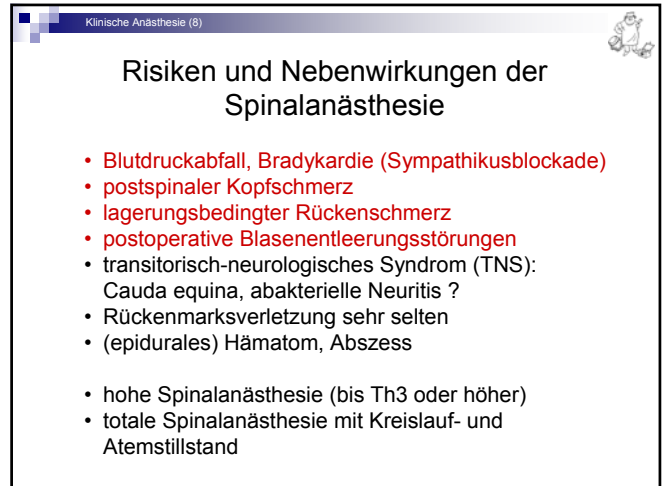 Klinische Anästhesie (8)
Risiken und Nebenwirkungen der
Spinalanästhesie
• Blutdruckabfall, Bradykardie (Sympathikusblockade)
• postspinaler Kopfschmerz
• lagerungsbedingter Rückenschmerz
• postoperative Blasenentleerungsstörungen
• transitorisch-neurologisches Syndrom (TNS):
Cauda equina, abakterielle Neuritis ?
• Rückenmarksverletzung sehr selten
• (epidurales) Hämatom, Abszess
• hohe Spinalanästhesie (bis Th3 oder höher)
• totale Spinalanästhesie mit Kreislauf- und
Atemstillstand